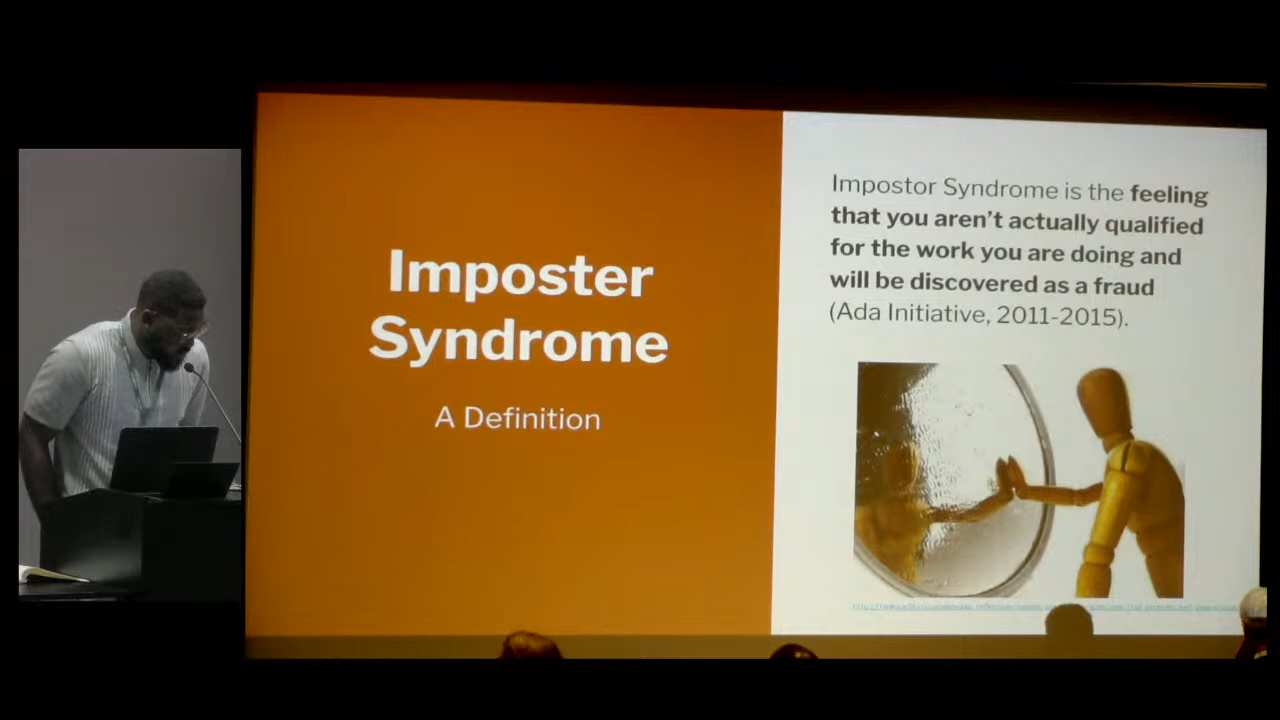 Imposter
Syndrome
A Definition
Impostor Syndrome is the feeling
that you aren't actually qualified
for the work you are doing and
will be discovered as a fraud
(Ada Initiative, 2011-2015).